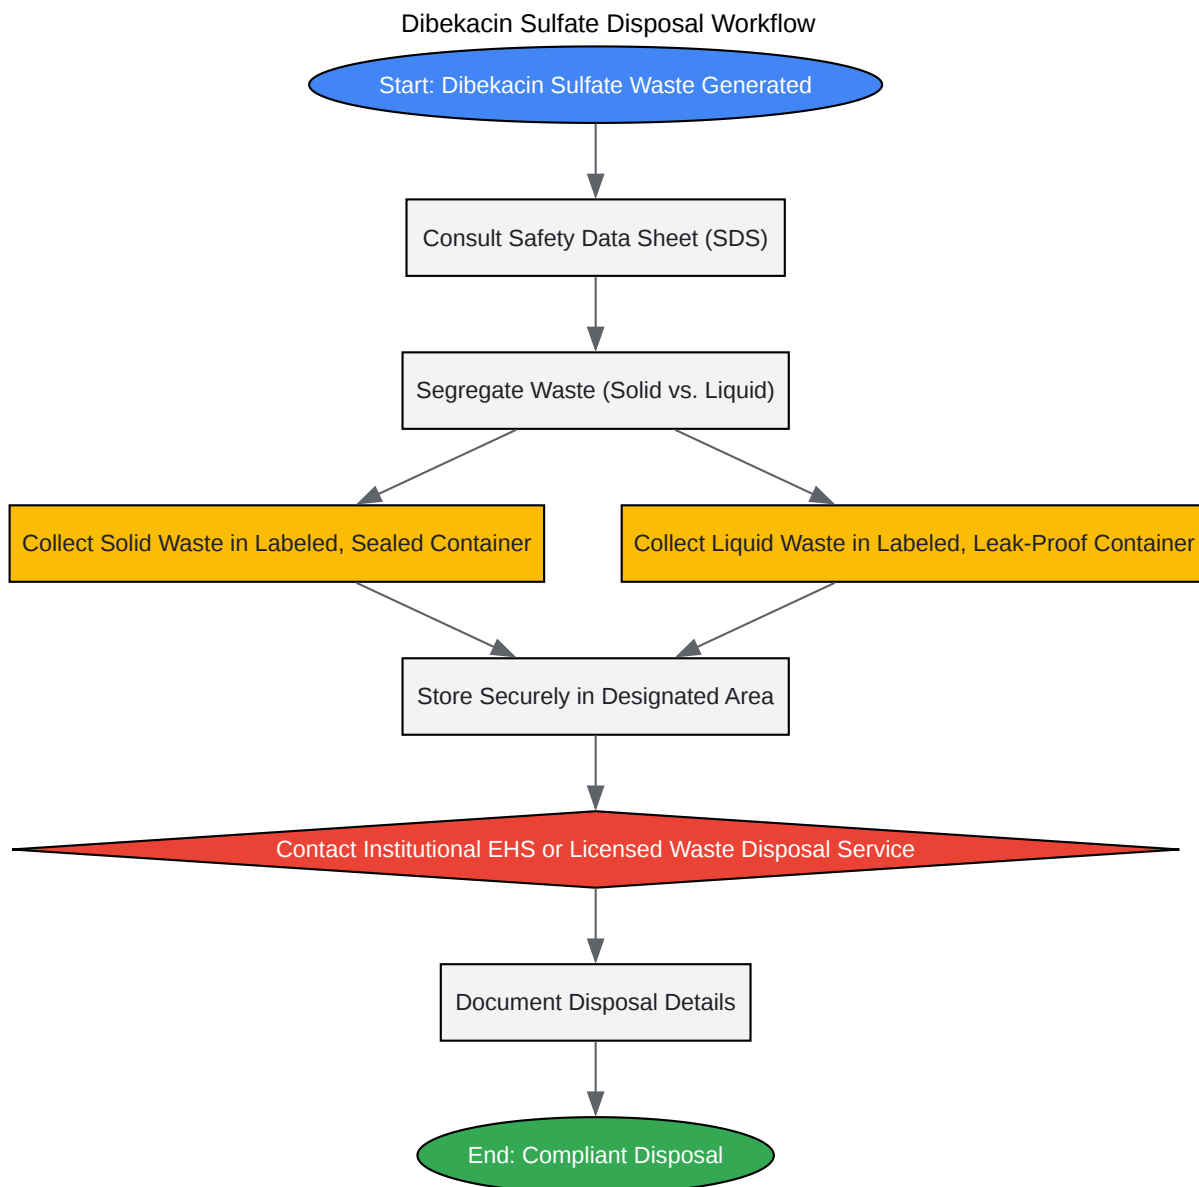 Dibekacin Sulfate Disposal Workflow
Start: Dibekacin Sulfate Waste Generated
Consult Safety Data Sheet (SDS)
Segregate Waste (Solid vs. Liquid)
Collect Solid Waste in Labeled, Sealed Container
Collect Liquid Waste in Labeled, Leak-Proof Container
Store Securely in Designated Area
Contact Institutional EHS or Licensed Waste Disposal Service
Document Disposal Details
End: Compliant Disposal